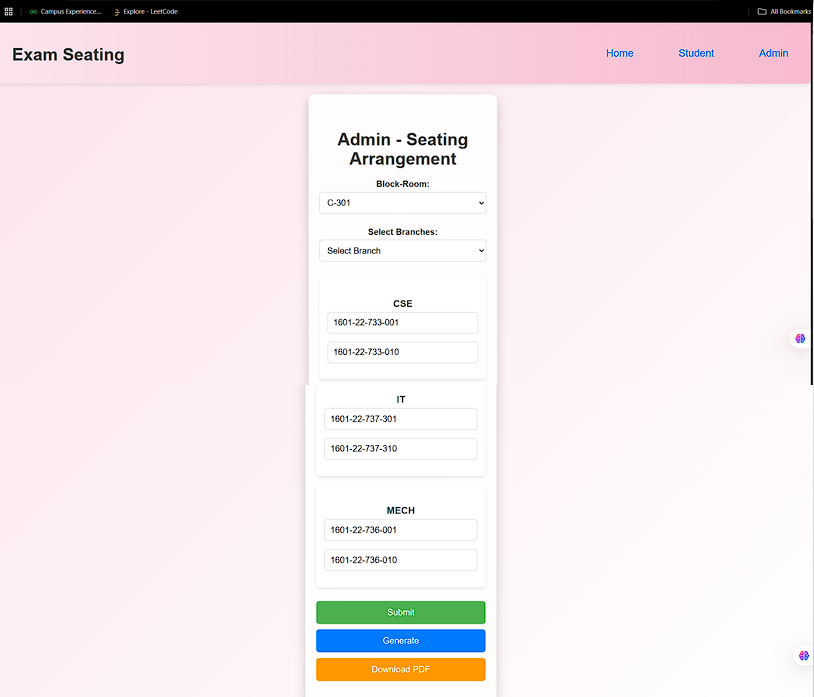 Campus Experience...
Explore - LeetCode
All Bookmarks
Exam Seating
Home
Student
Admin
Admin - Seating
Arrangement
Block-Room:
C-301
Select Branches:
Select Branch
CSE
1601-22-733-001
1601-22-733-010
IT
1601-22-737-301
1601-22-737-310
MECH
1601-22-736-001
1601-22-736-010
Submit
Generate
Download PDF